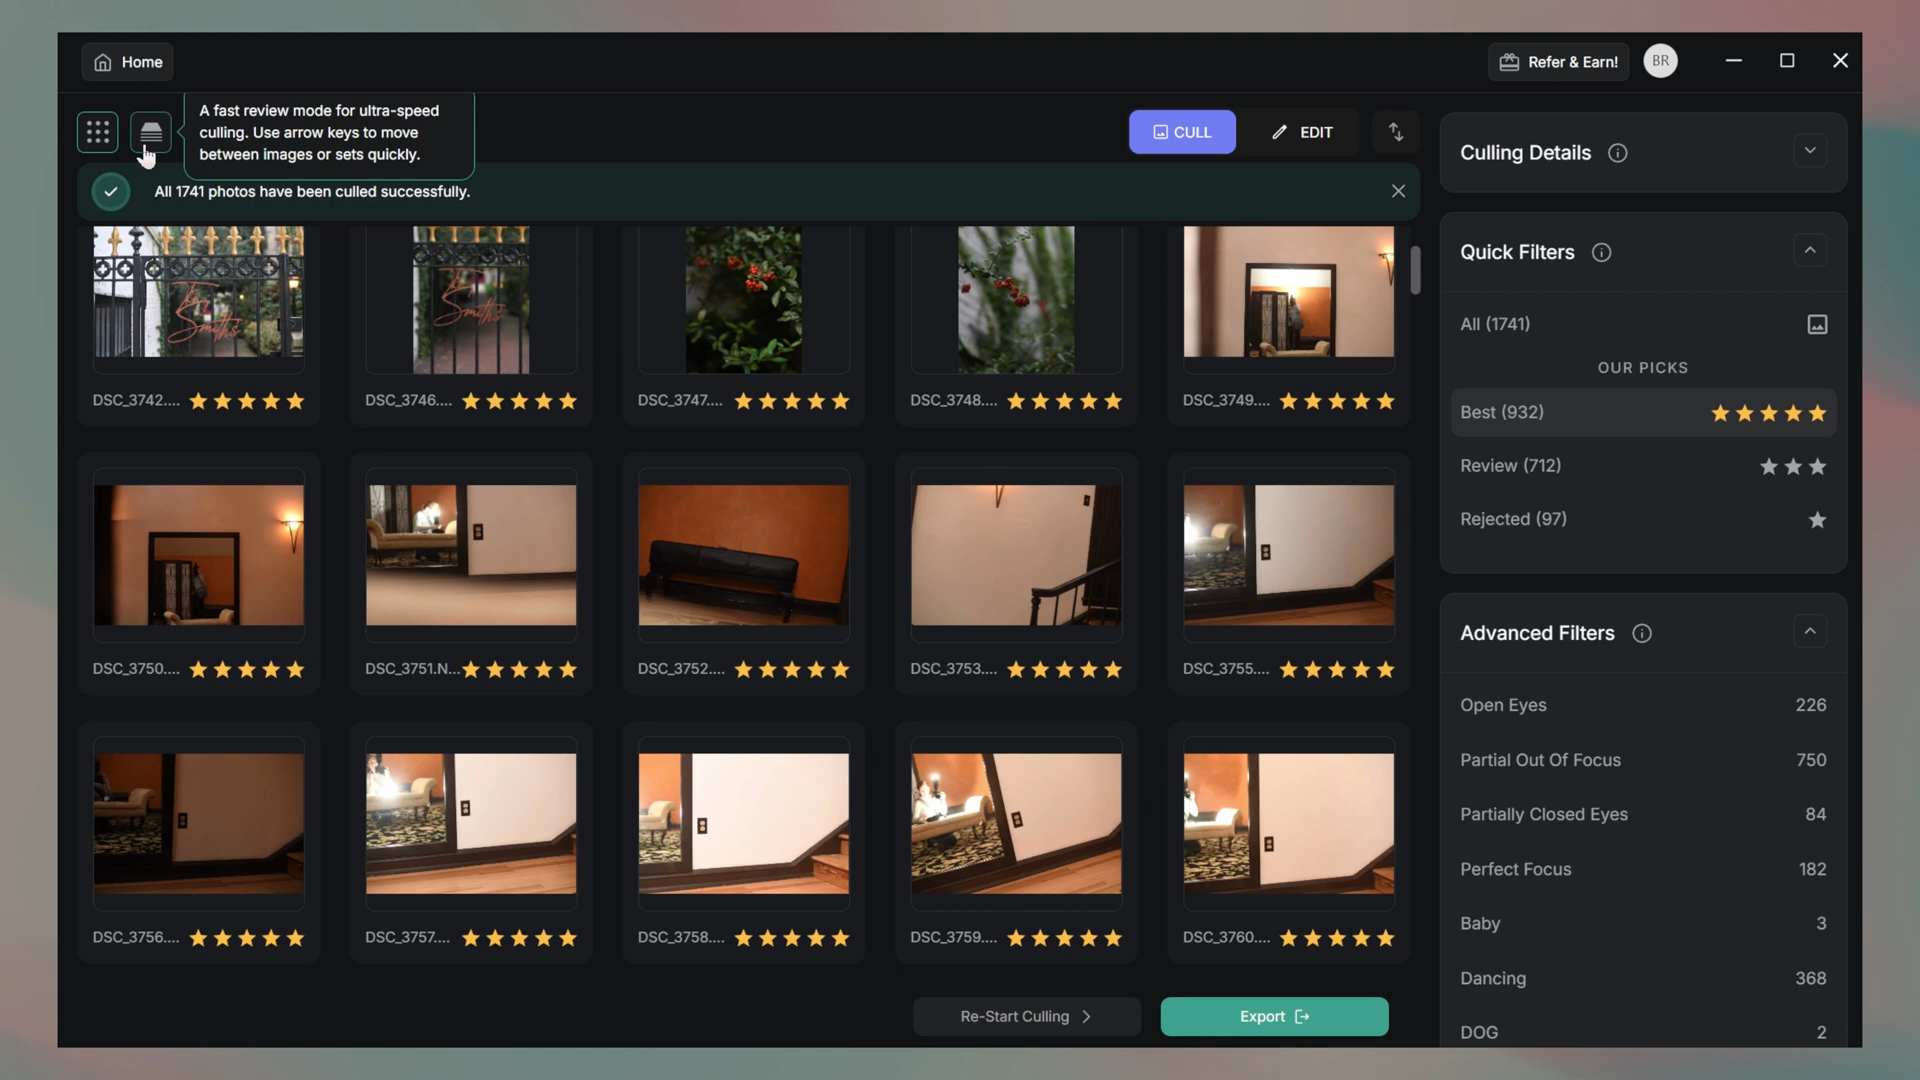 Home
Refer & Earn!
BR
A fast review mode for ultra-speed
culling. Use arrow keys to move
between images or sets quickly.
CULL
EDIT
All 1741 photos have been culled successfully.
The Smiths
Smiths
DSC_3742....
DSC_3746....
DSC_3747....
DSC_3748....
DSC_3749....
DSC_3750....
DSC_3751.N...
DSC_3752....
DSC_3753....
DSC_3755....
DSC_3756....
DSC_3757....
DSC_3758....
DSC_3759....
DSC_3760....
Re-Start Culling
Export
Culling Details
Quick Filters
All (1741)
OUR PICKS
Best (932)
Review (712)
Rejected (97)
Advanced Filters
Open Eyes 226
Partial Out Of Focus 750
Partially Closed Eyes 84
Perfect Focus 182
Baby 3
Dancing 368
DOG 2